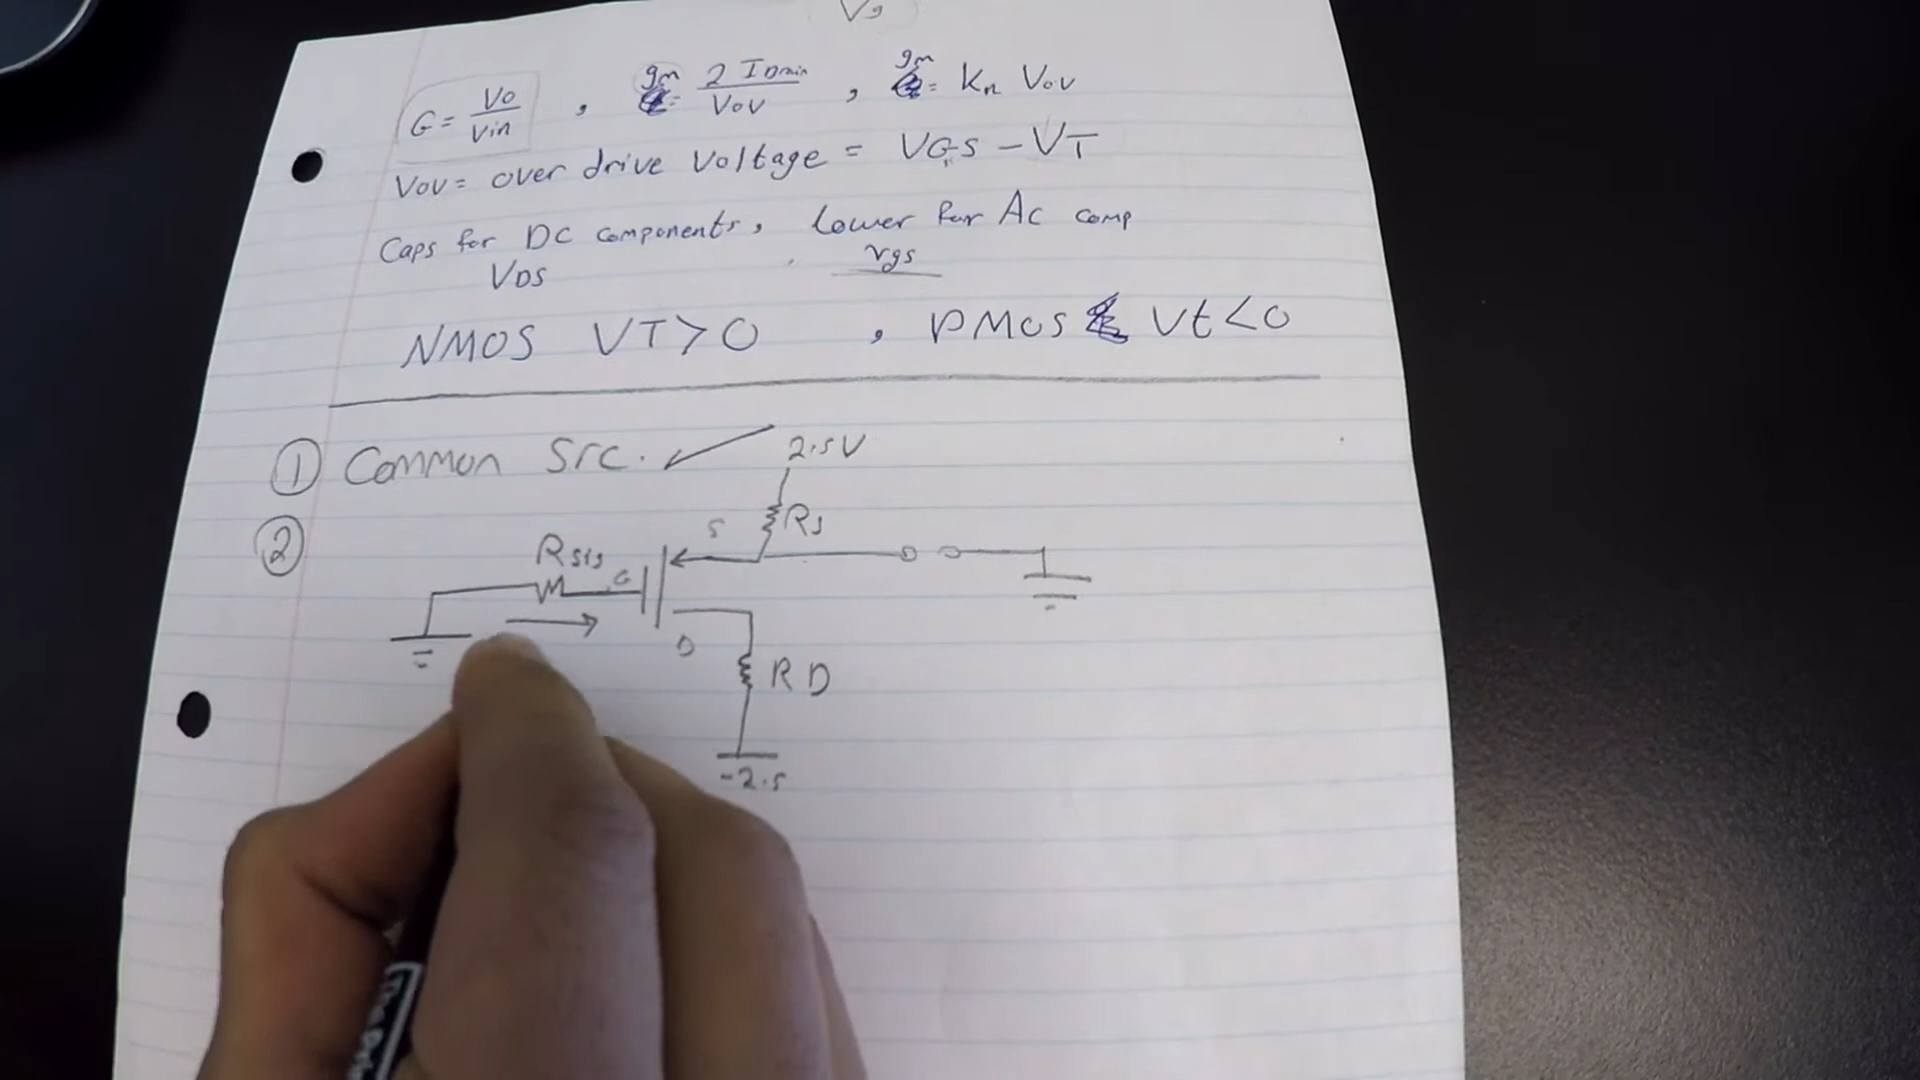 Vg
G = Vo/Vin , gm = 2 IDmin/Vov , gm = Kn Vov
Vov = over drive Voltage = VGS - VT
Caps for DC components, Lower for AC comp
VDS vgs
NMOS VT>0 , PMOS Vt<0
① Common Src. 2.5V
②
S
Rsig
G
D
RD
-2.5